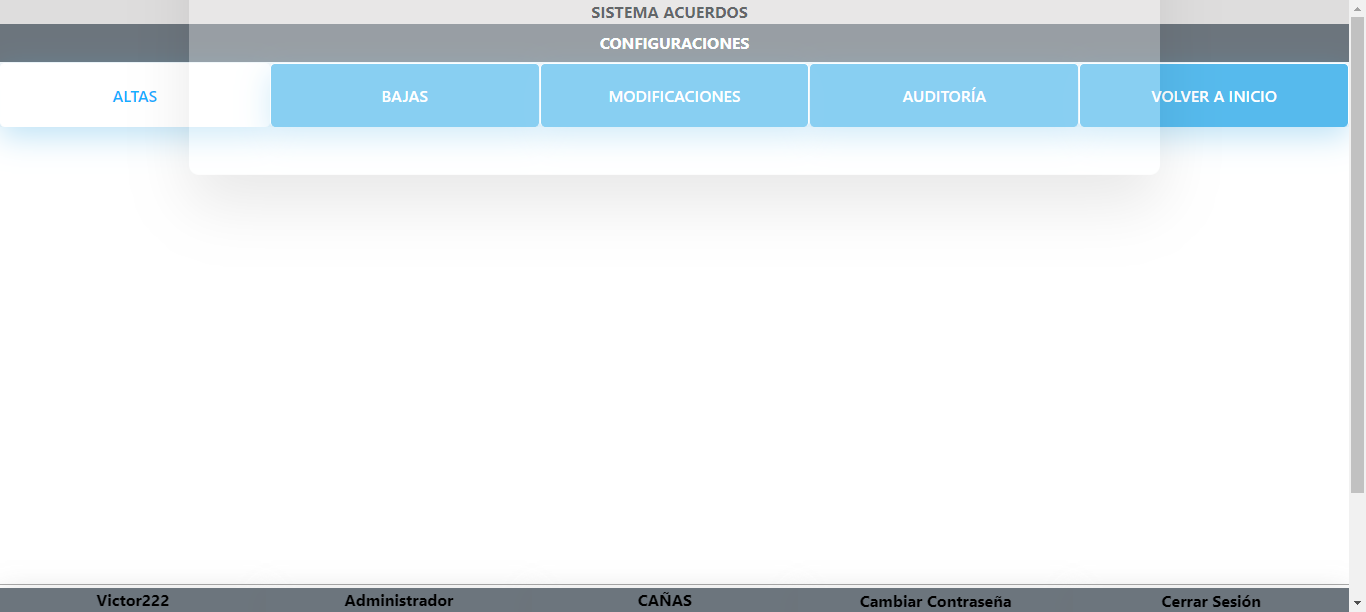 SISTEMA ACUERDOS
CONFIGURACIONES
ALTAS BAJAS MODIFICACIONES AUDITORÍA VOLVER A INICIO
Victor222 Administrador CAÑAS Cambiar Contraseña Cerrar Sesión